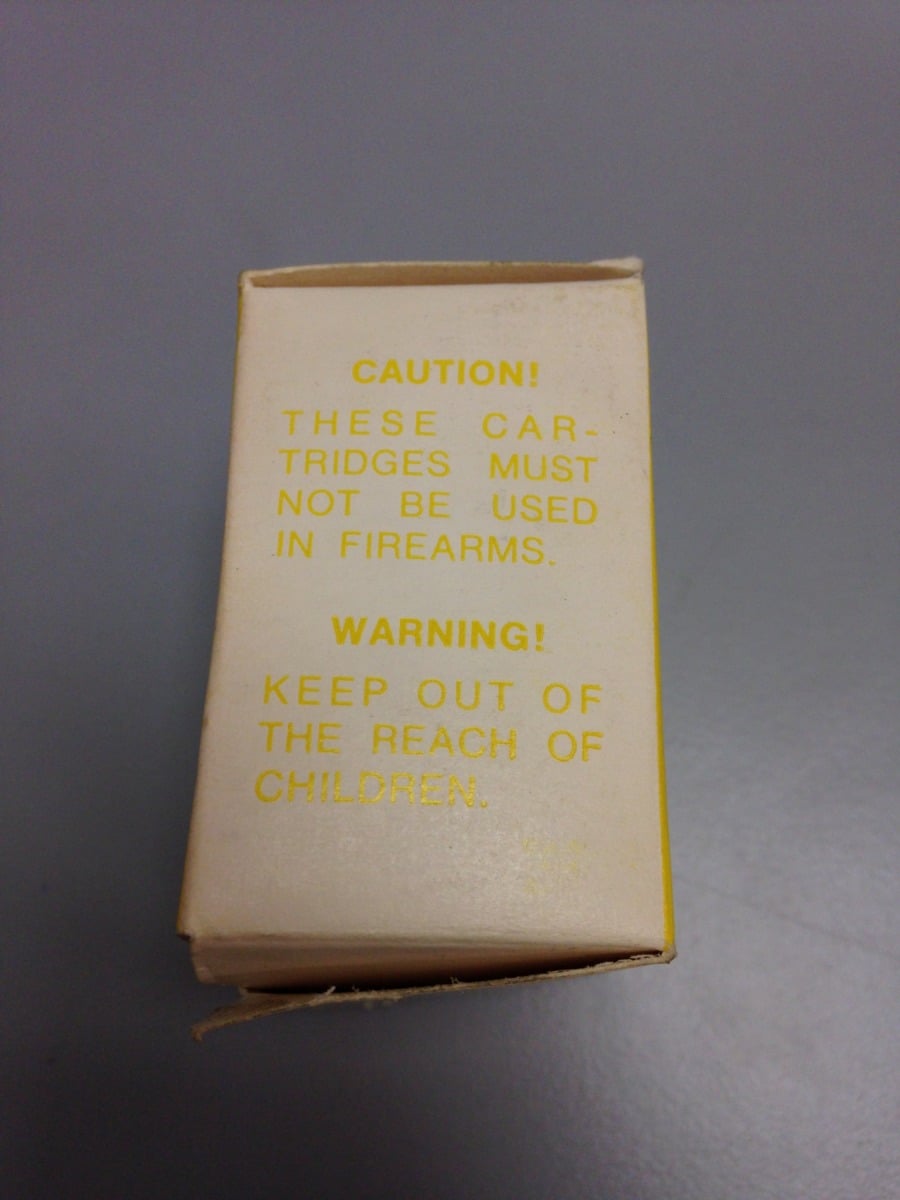 CAUTION!
THESE CAR-
TRIDGES MUST
NOT BE USED
IN FIREARMS.
WARNING!
KEEP OUT OF
THE REACH OF
CHILDREN.